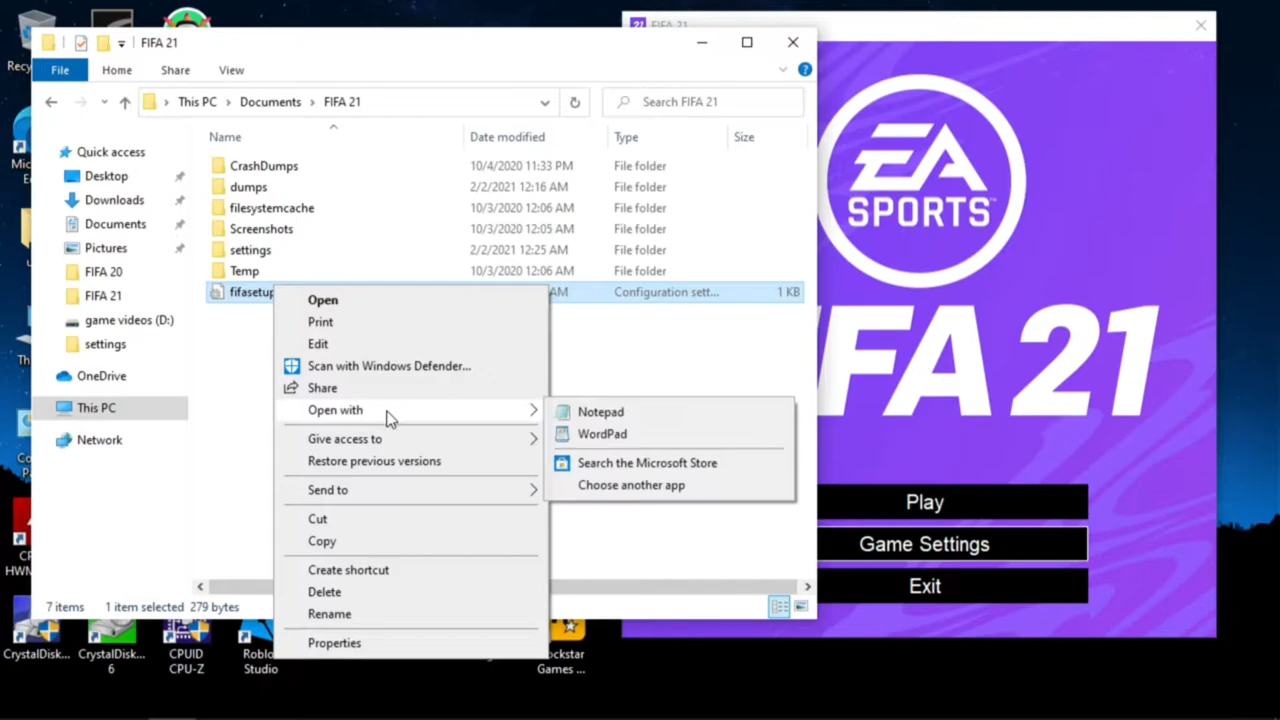 FIFA 21
File
Home
Share
View
This PC
Documents
FIFA 21
Search FIFA 21
Name
Date modified
Type
Size
Quick access
Desktop
Downloads
Documents
Pictures
FIFA 20
FIFA 21
game videos (D:)
settings
OneDrive
This PC
Network
CrashDumps 10/4/2020 11:33 PM File folder
dumps 2/2/2021 12:16 AM File folder
filesystemcache 10/3/2020 12:06 AM File folder
Screenshots 10/3/2020 12:05 AM File folder
settings 2/2/2021 12:25 AM File folder
Temp 10/3/2020 12:06 AM File folder
fifasetup AM Configuration sett... 1 KB
Open
Print
Edit
Scan with Windows Defender...
Share
Open with
Give access to
Restore previous versions
Send to
Cut
Copy
Create shortcut
Delete
Rename
Properties
Notepad
WordPad
Search the Microsoft Store
Choose another app
7 items 1 item selected 279 bytes
21 FIFA 21
EA
SPORTS™
FIFA 21
Play
Game Settings
Exit
CrystalDisk...
CrystalDisk...
6
CPUID
CPU-Z
Roblo
Studio
Rockstar
Games ...